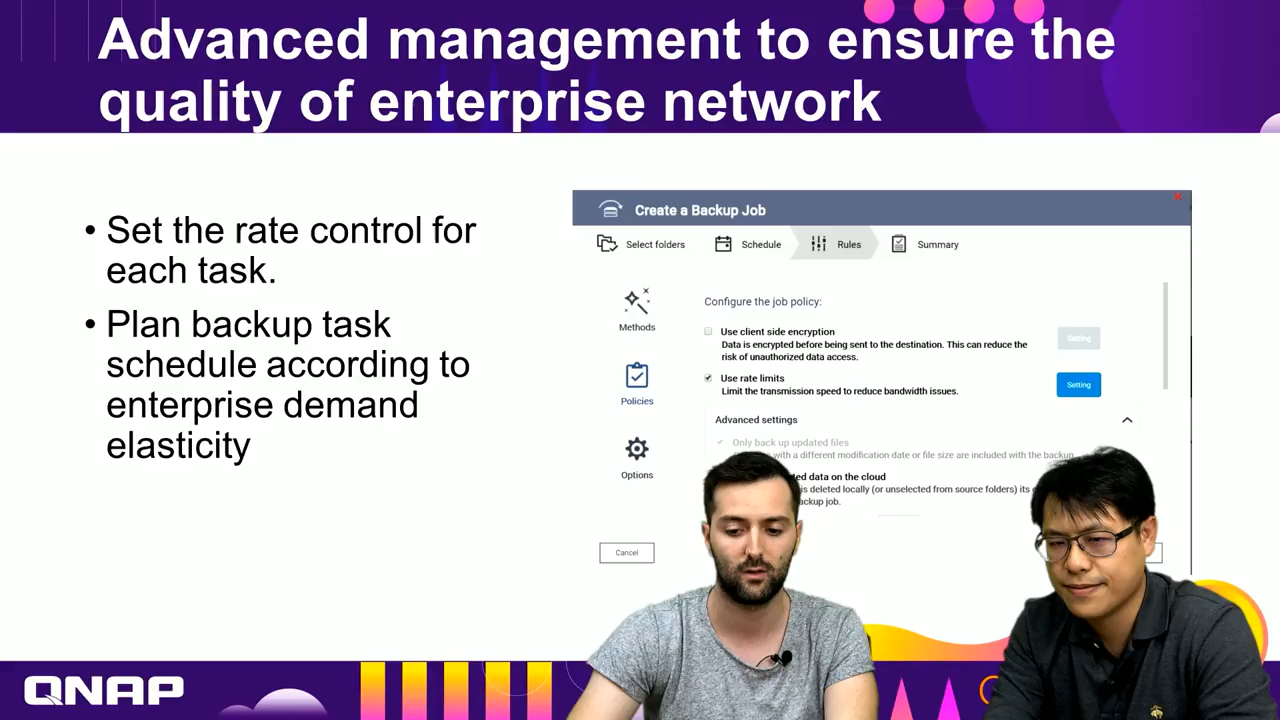 Advanced management to ensure the
quality of enterprise network
• Set the rate control for
each task.
• Plan backup task
schedule according to
enterprise demand
elasticity
Create a Backup Job
Select folders
Schedule
Rules
Summary
Methods
Policies
Options
Configure the job policy:
Use client side encryption
Data is encrypted before being sent to the destination. This can reduce the
risk of unauthorized data access.
Setting
Use rate limits
Limit the transmission speed to reduce bandwidth issues.
Setting
Advanced settings
Only back up updated files
with a different modification date or file size are included with the backup
data on the cloud
is deleted locally (or unselected from source folders) its
job.
Cancel
QNAP